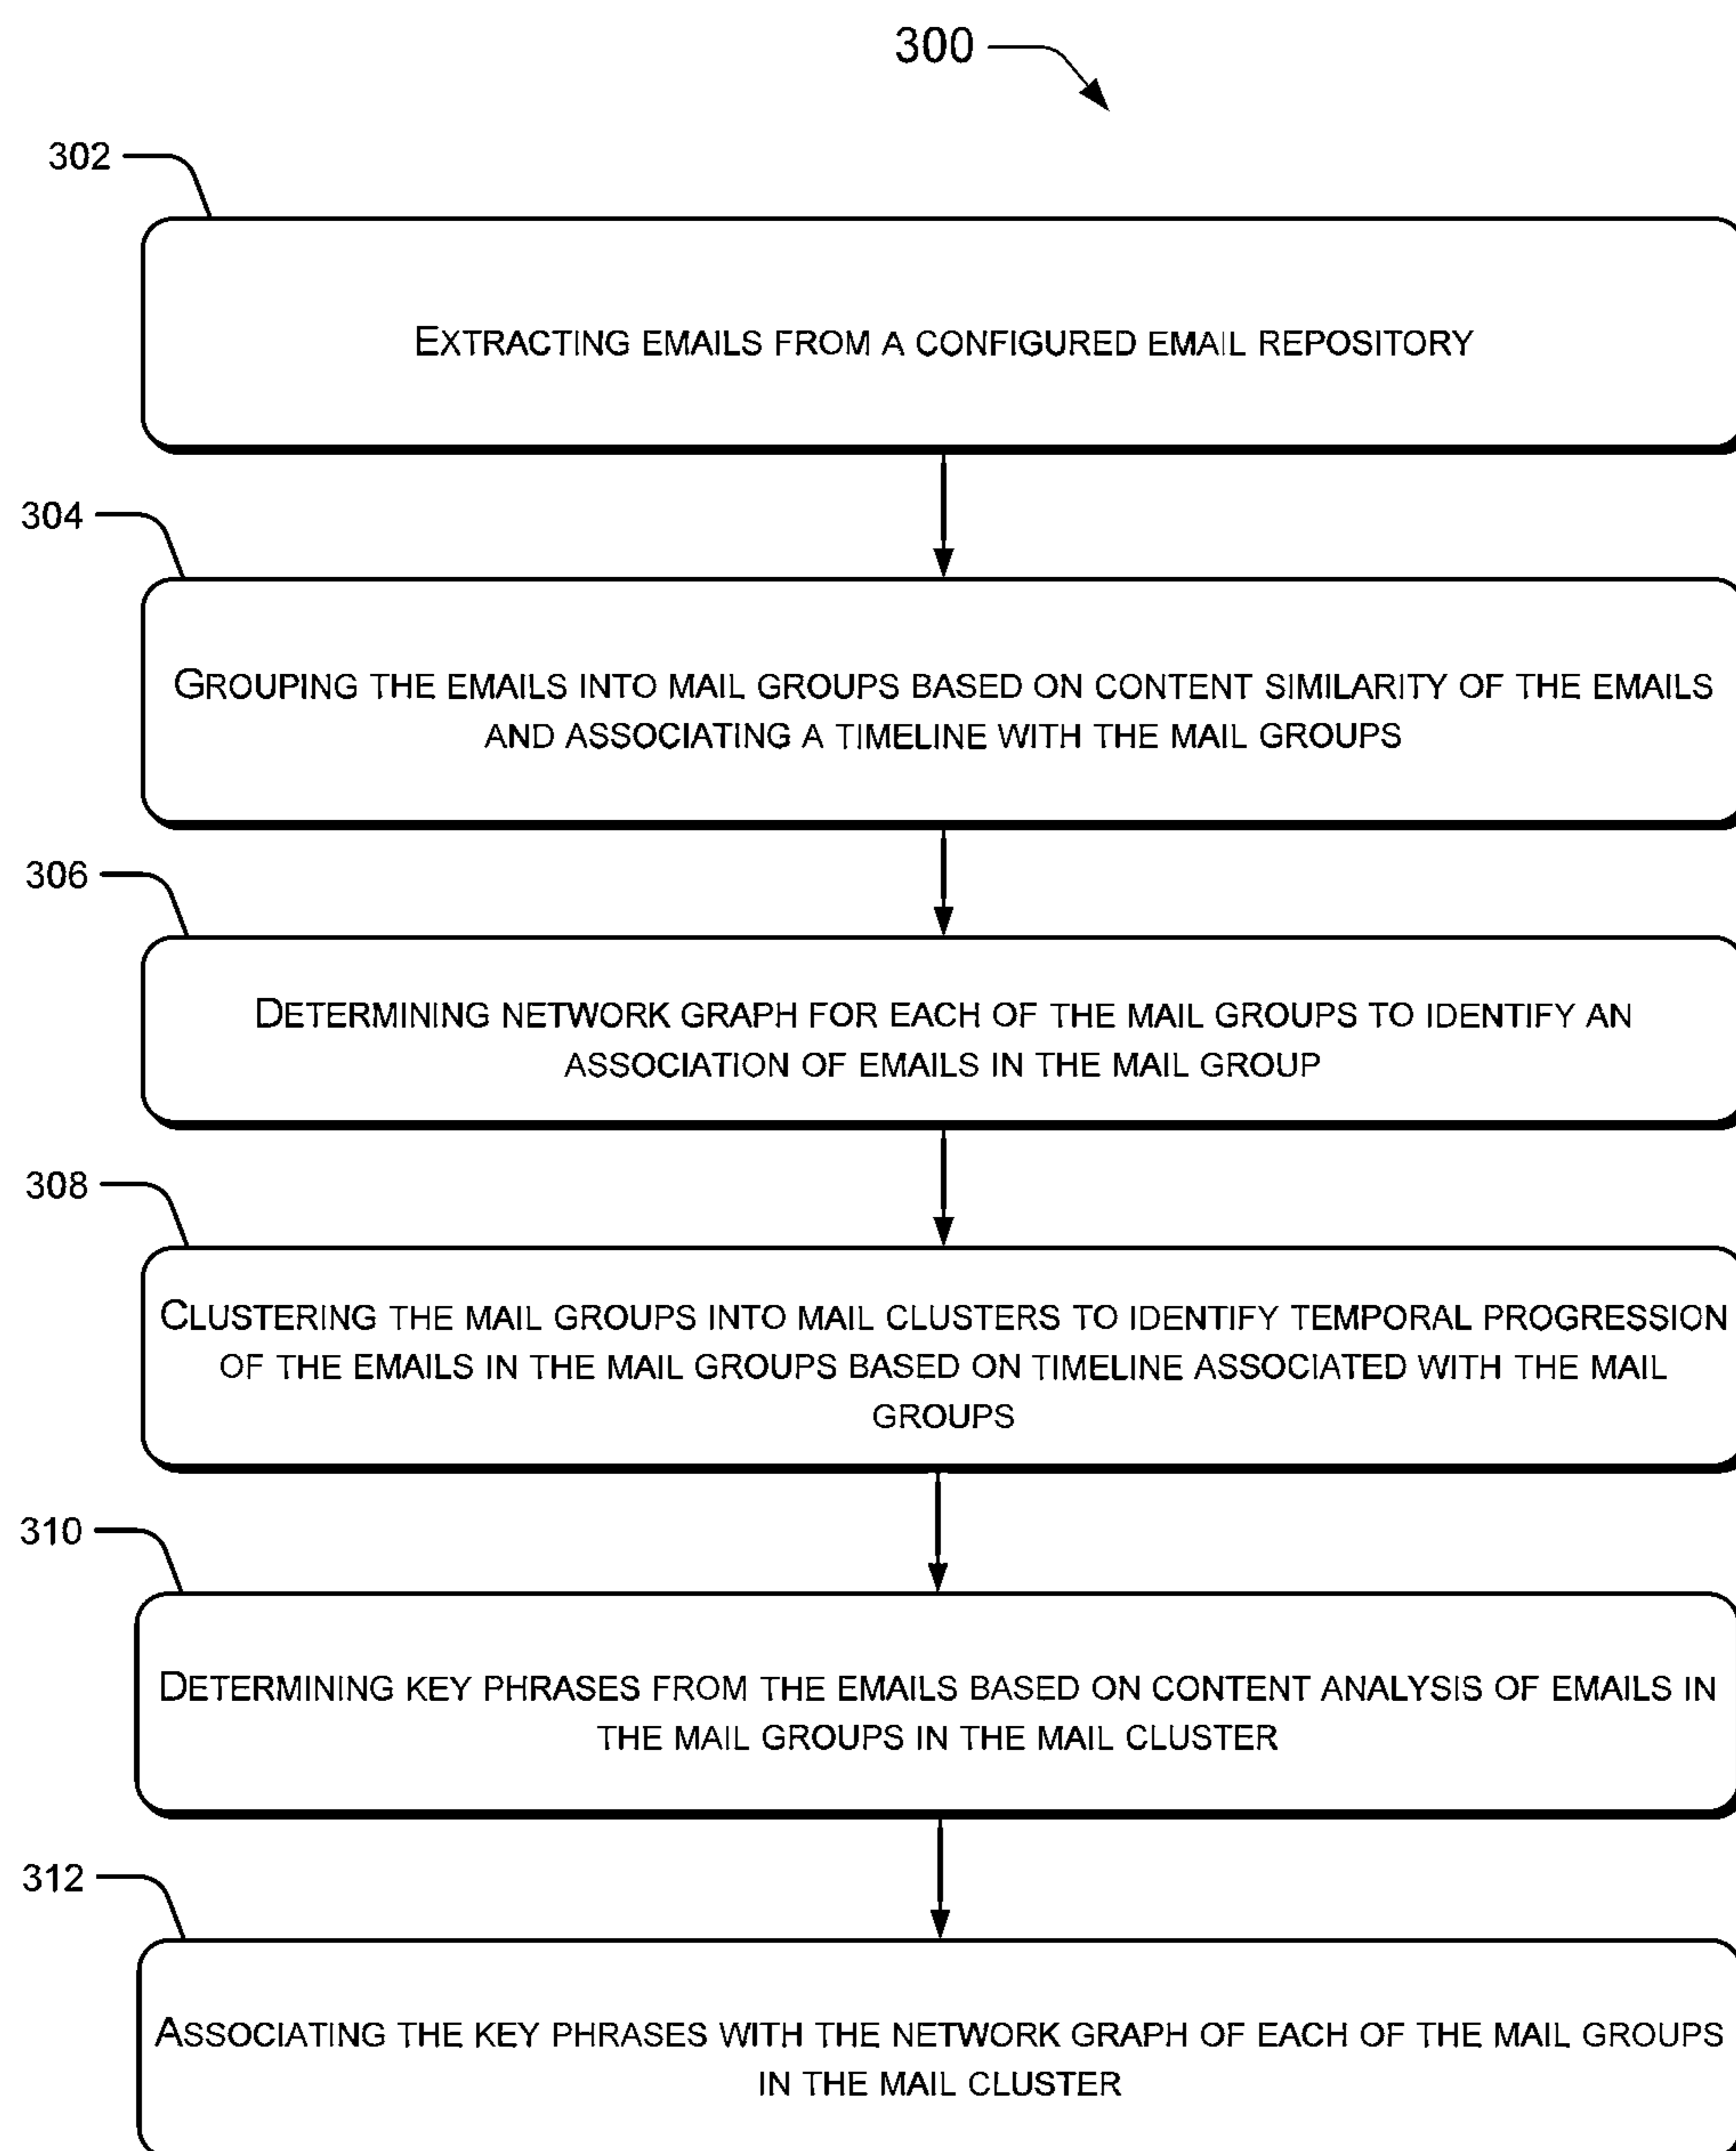 300
302
EXTRACTING EMAILS FROM A CONFIGURED EMAIL REPOSITORY
304
GROUPING THE EMAILS INTO MAIL GROUPS BASED ON CONTENT SIMILARITY OF THE EMAILS
AND ASSOCIATING A TIMELINE WITH THE MAIL GROUPS
306
DETERMINING NETWORK GRAPH FOR EACH OF THE MAIL GROUPS TO IDENTIFY AN
ASSOCIATION OF EMAILS IN THE MAIL GROUP
308
CLUSTERING THE MAIL GROUPS INTO MAIL CLUSTERS TO IDENTIFY TEMPORAL PROGRESSION
OF THE EMAILS IN THE MAIL GROUPS BASED ON TIMELINE ASSOCIATED WITH THE MAIL
GROUPS
310
DETERMINING KEY PHRASES FROM THE EMAILS BASED ON CONTENT ANALYSIS OF EMAILS IN
THE MAIL GROUPS IN THE MAIL CLUSTER
312
ASSOCIATING THE KEY PHRASES WITH THE NETWORK GRAPH OF EACH OF THE MAIL GROUPS
IN THE MAIL CLUSTER